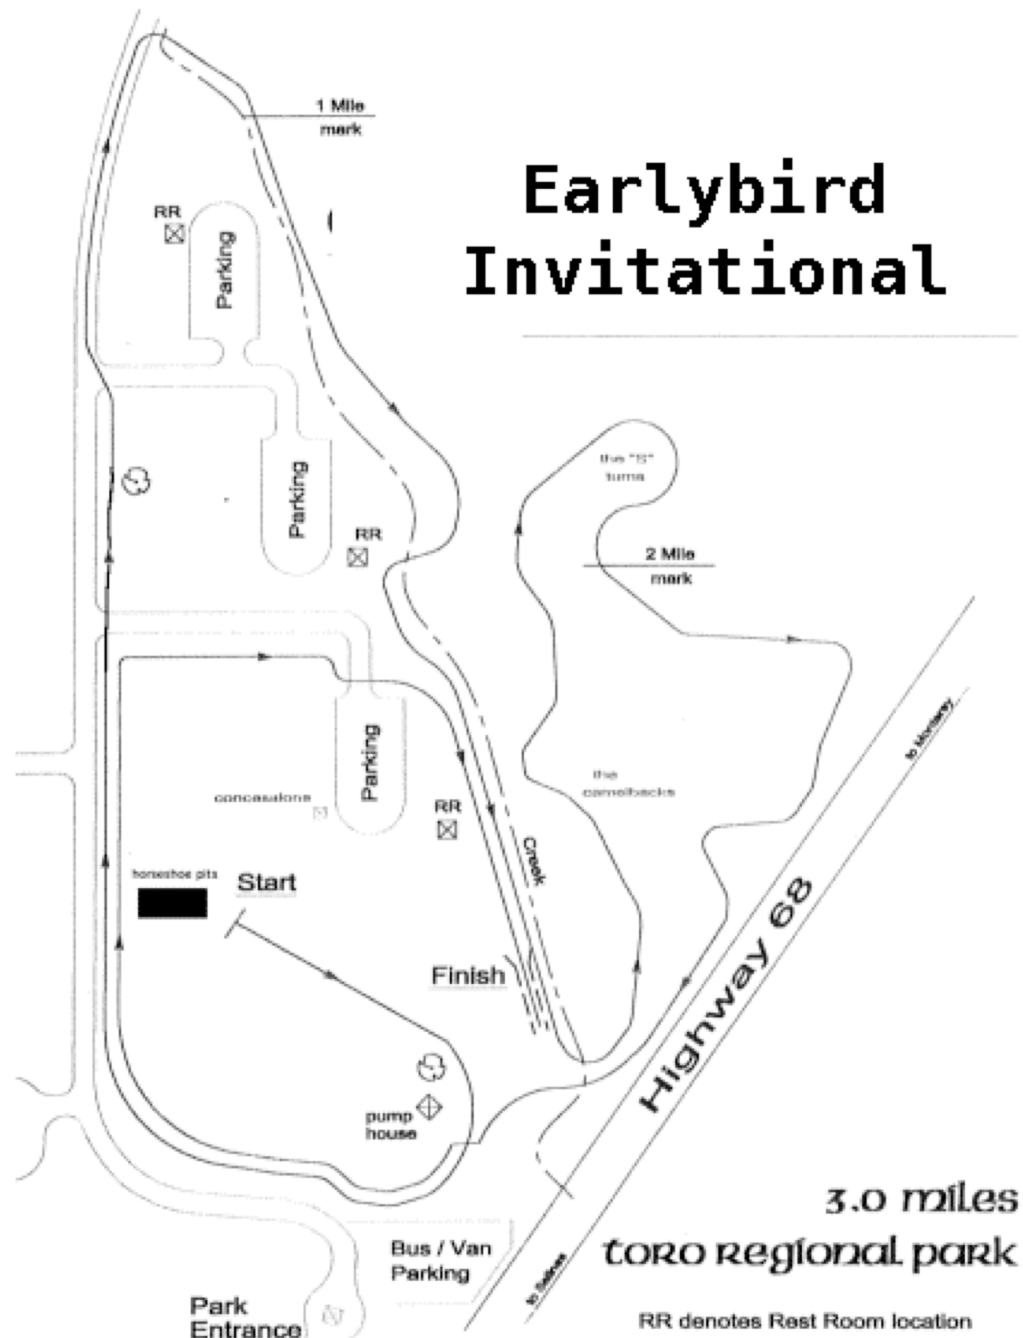 1 Mile
mark
Earlybird
Invitational
RR
Parking
the "S"
turns
Parking
RR
2 Mile
mark
to Monterey
Parking
the
camelbacks
concessions
RR
Creek
horseshoe pits
Start
Highway 68
Finish
pump
house
3.0 miles
toro regional park
Bus / Van
Parking
to Salinas
Park
Entrance
RR denotes Rest Room location